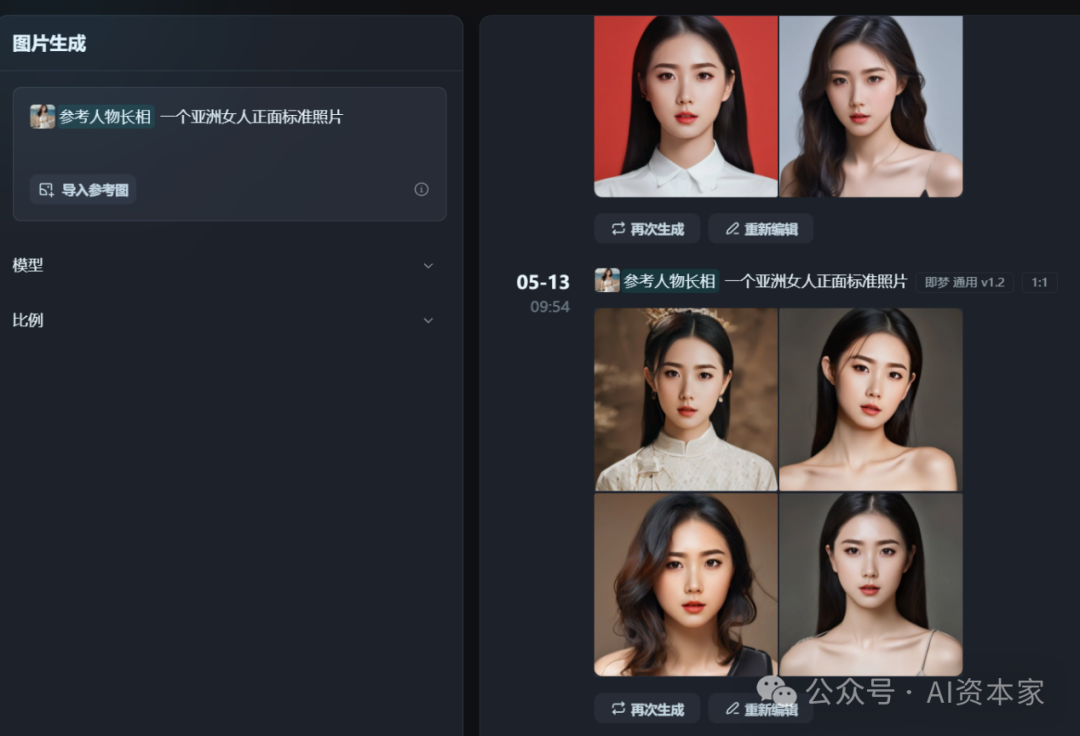 图片生成
参考人物长相 一个亚洲女人正面标准照片
导入参考图
模型
比例
再次生成 重新编辑
05-13
09:54
参考人物长相 一个亚洲女人正面标准照片 即梦 通用 v1.2 1:1
再次生成 重新编辑
公众号 · AI资本家